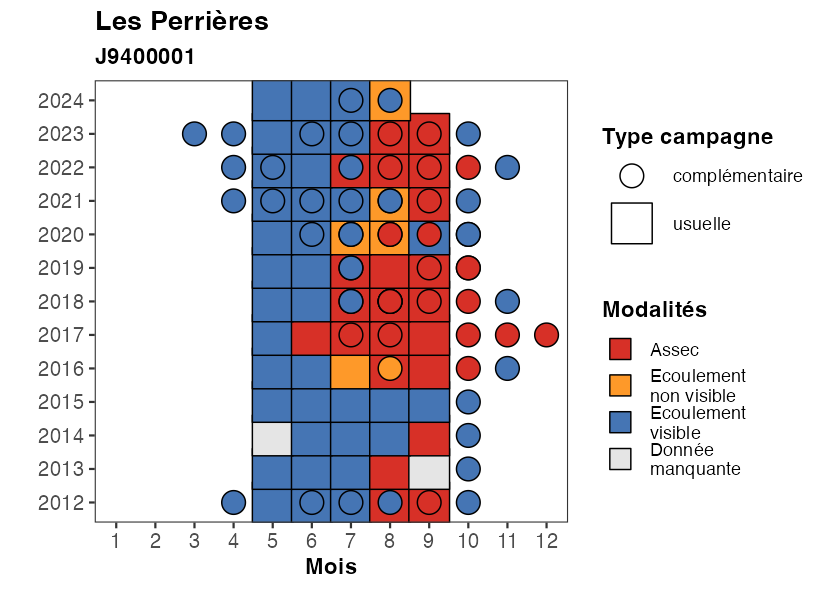 Les Perrières
J9400001
2024
2023
2022
2021
2020
2019
2018
2017
2016
2015
2014
2013
2012
1 2 3 4 5 6 7 8 9 10 11 12
Mois
Type campagne
complémentaire
usuelle
Modalités
Assec
Ecoulement
non visible
Ecoulement
visible
Donnée
manquante